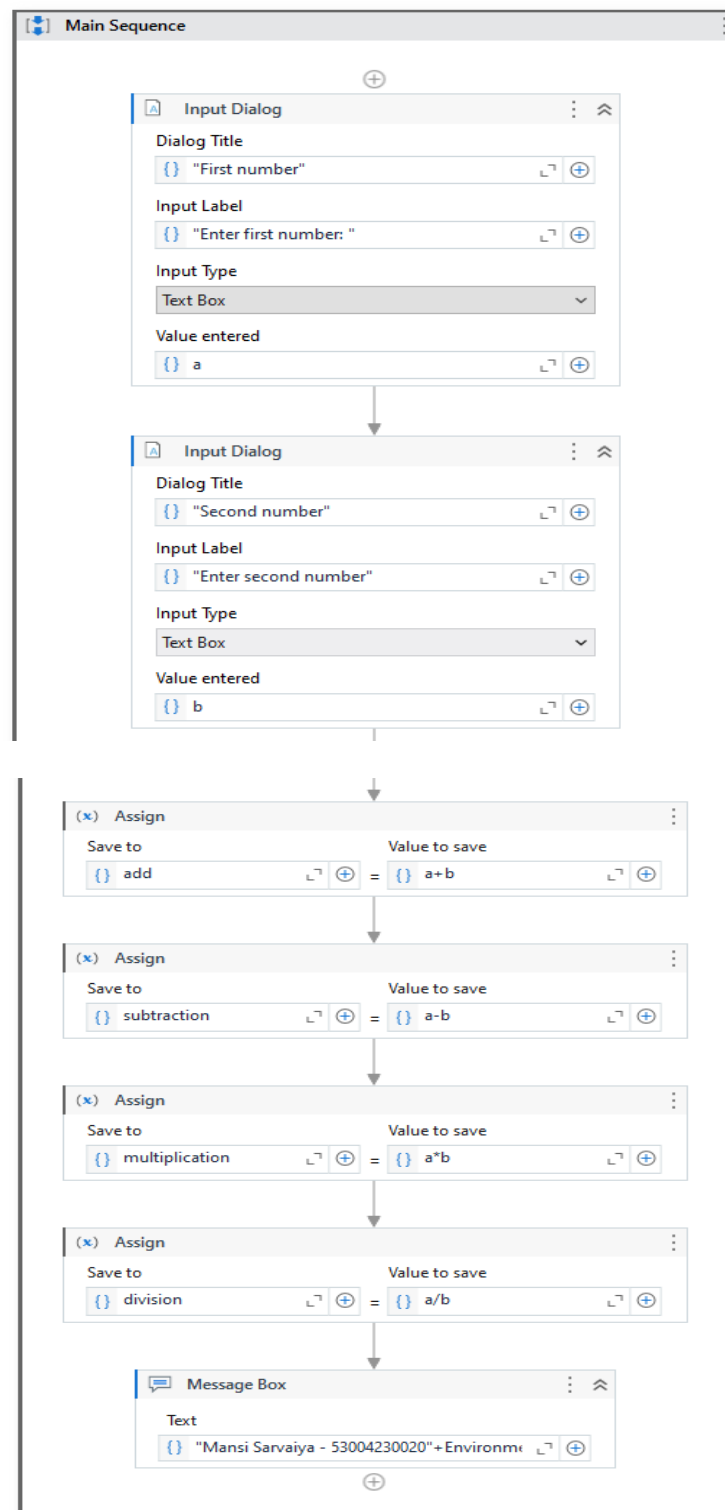 Main Sequence
Input Dialog
Dialog Title
"First number"
Input Label
"Enter first number: "
Input Type
Text Box
Value entered
a
Input Dialog
Dialog Title
"Second number"
Input Label
"Enter second number"
Input Type
Text Box
Value entered
b
(x) Assign
Save to Value to save
{} add = {} a+b
(x) Assign
Save to Value to save
{} subtraction = {} a-b
(x) Assign
Save to Value to save
{} multiplication = {} a*b
(x) Assign
Save to Value to save
{} division = {} a/b
Message Box
Text
{} "Mansi Sarvaiya - 53004230020"+Environme